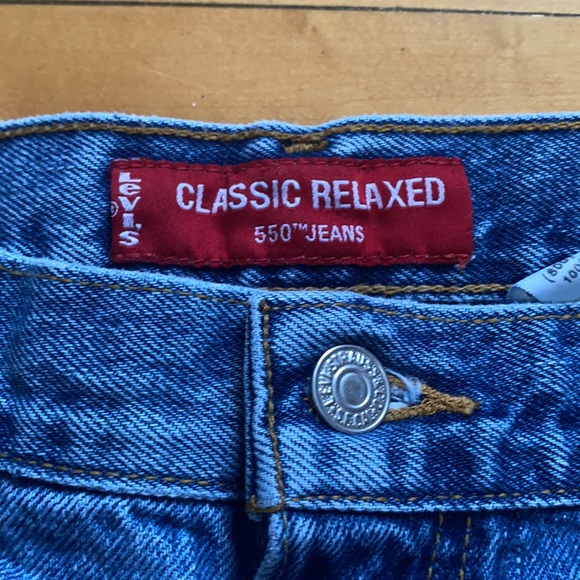 LEVI'S
®
CLASSIC RELAXED
550™ JEANS